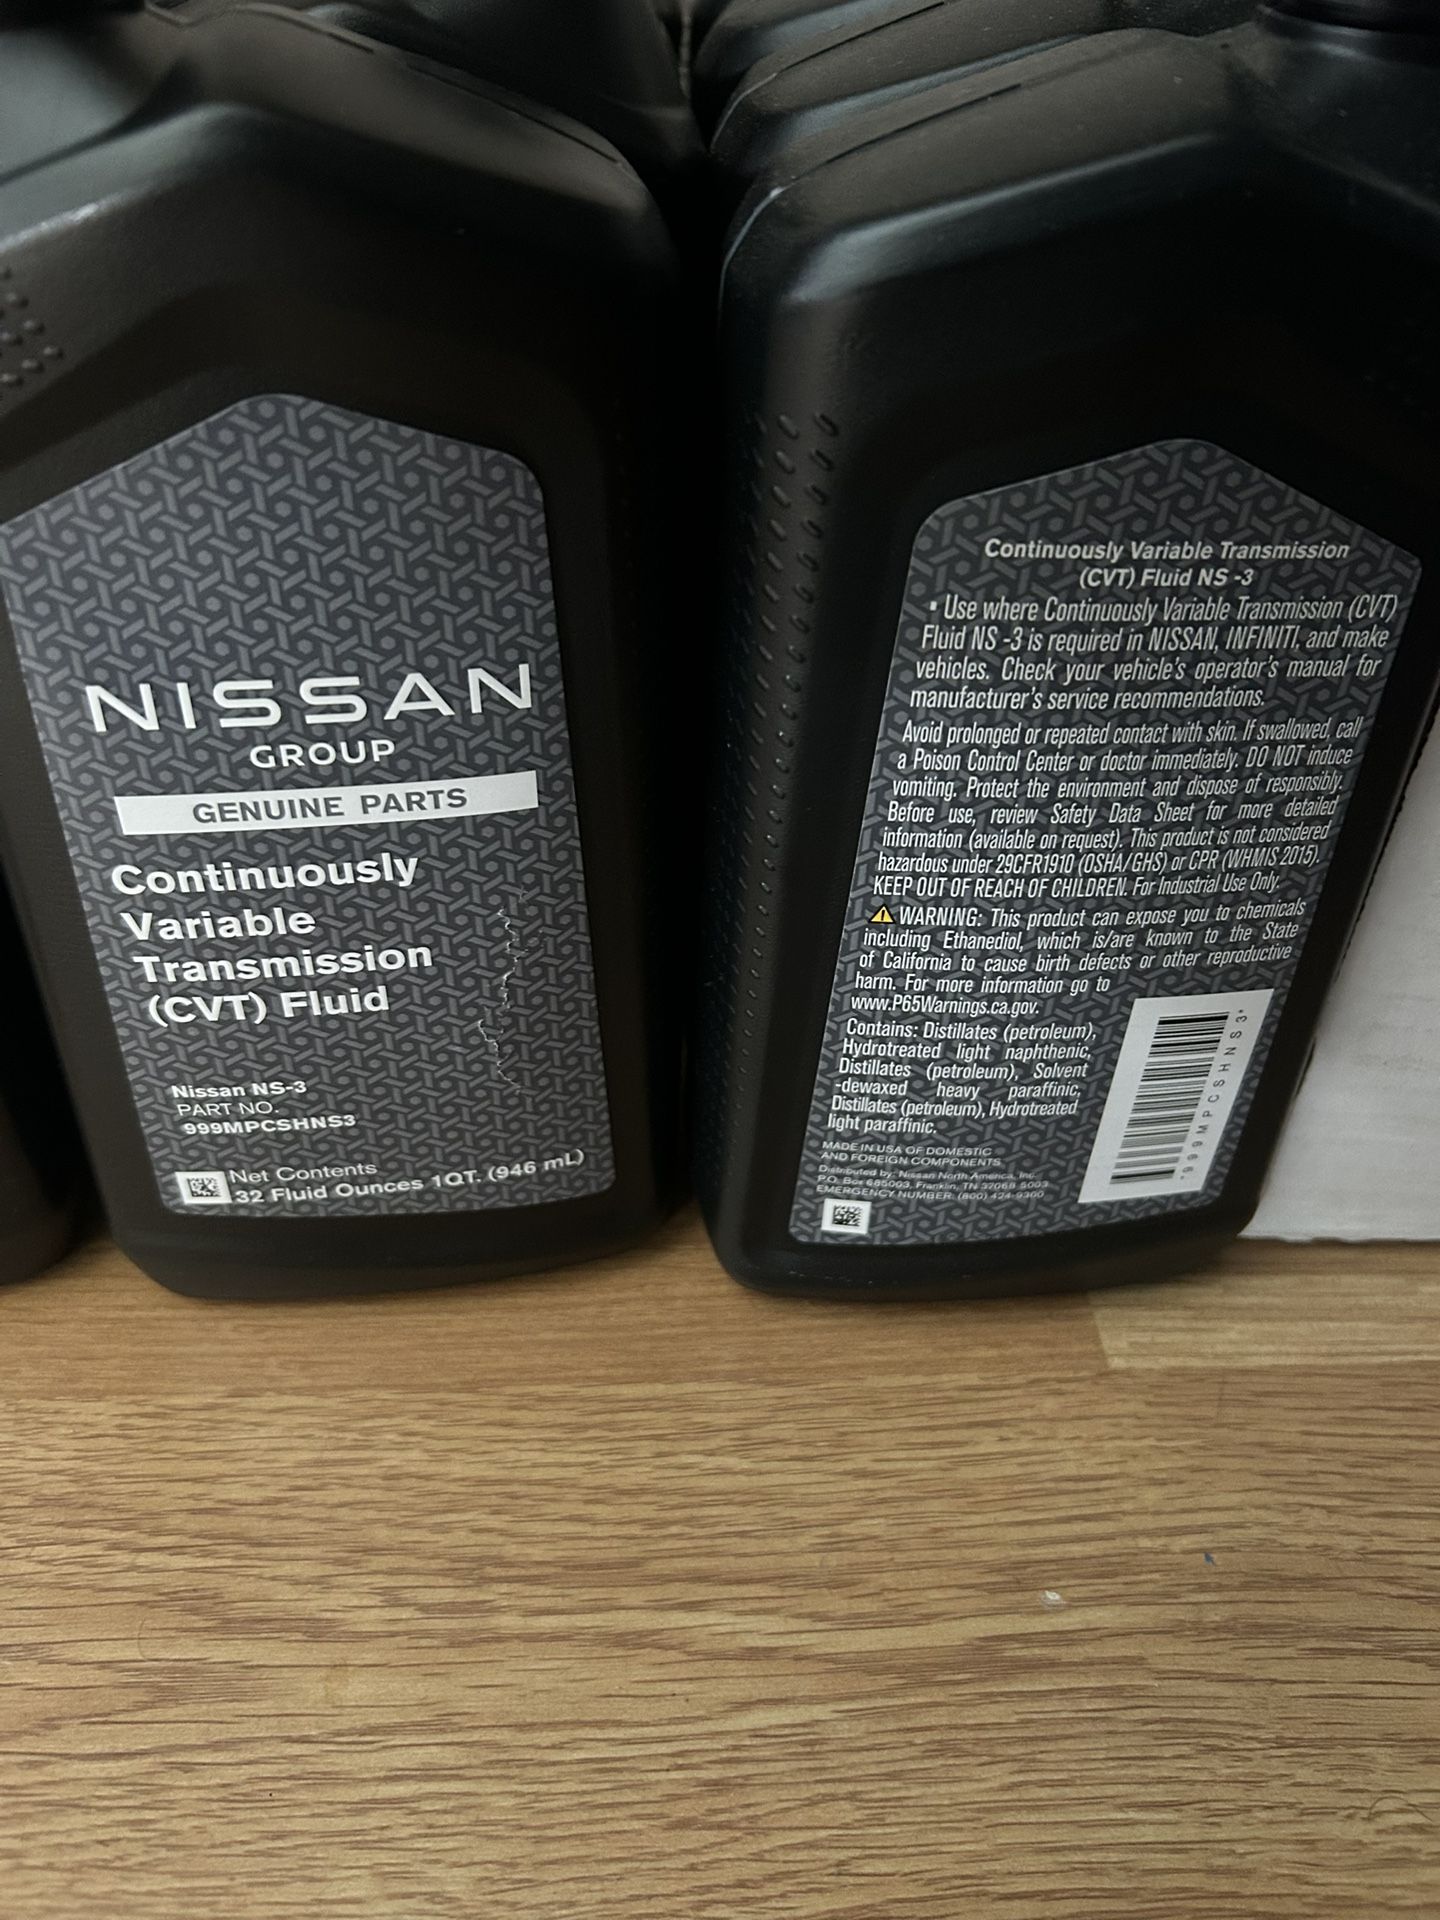 NISSAN
GROUP
GENUINE PARTS
Continuously
Variable
Transmission
(CVT) Fluid
Nissan NS-3
PART NO.
999MPCSHNS3
Net Contents
32 Fluid Ounces 1QT. (946 mL)
Continuously Variable Transmission
(CVT) Fluid NS -3
▪ Use where Continuously Variable Transmission (CVT)
Fluid NS -3 is required in NISSAN, INFINITI, and make
vehicles. Check your vehicle's operator's manual for
manufacturer's service recommendations.
Avoid prolonged or repeated contact with skin. If swallowed, call
a Poison Control Center or doctor immediately. DO NOT induce
vomiting. Protect the environment and dispose of responsibly.
Before use, review Safety Data Sheet for more detailed
information (available on request). This product is not considered
hazardous under 29CFR1910 (OSHA/GHS) or CPR (WHMIS 2015).
KEEP OUT OF REACH OF CHILDREN. For Industrial Use Only.
⚠ WARNING: This product can expose you to chemicals
including Ethanediol, which is/are known to the State
of California to cause birth defects or other reproductive
harm. For more information go to
www.P65Warnings.ca.gov.
Contains: Distillates (petroleum),
Hydrotreated light naphthenic,
Distillates (petroleum), Solvent
-dewaxed heavy paraffinic,
Distillates (petroleum), Hydrotreated
light paraffinic.
MADE IN USA OF DOMESTIC
AND FOREIGN COMPONENTS
Distributed by: Nissan North America, Inc.
P.O. Box 685003, Franklin, TN 37068 5003
EMERGENCY NUMBER: (800) 424-9300
*999MPCSHNS3*